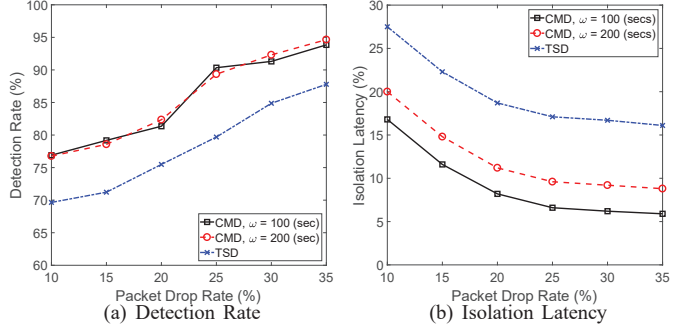 100
95
90
85
80
75
70
65
60
Detection Rate (%)
10 15 20 25 30 35
Packet Drop Rate (%)
CMD, ω = 100 (sec)
CMD, ω = 200 (sec)
TSD
(a) Detection Rate
30
25
20
15
10
5
0
Isolation Latency (%)
10 15 20 25 30 35
Packet Drop Rate (%)
CMD, ω = 100 (secs)
CMD, ω = 200 (secs)
TSD
(b) Isolation Latency